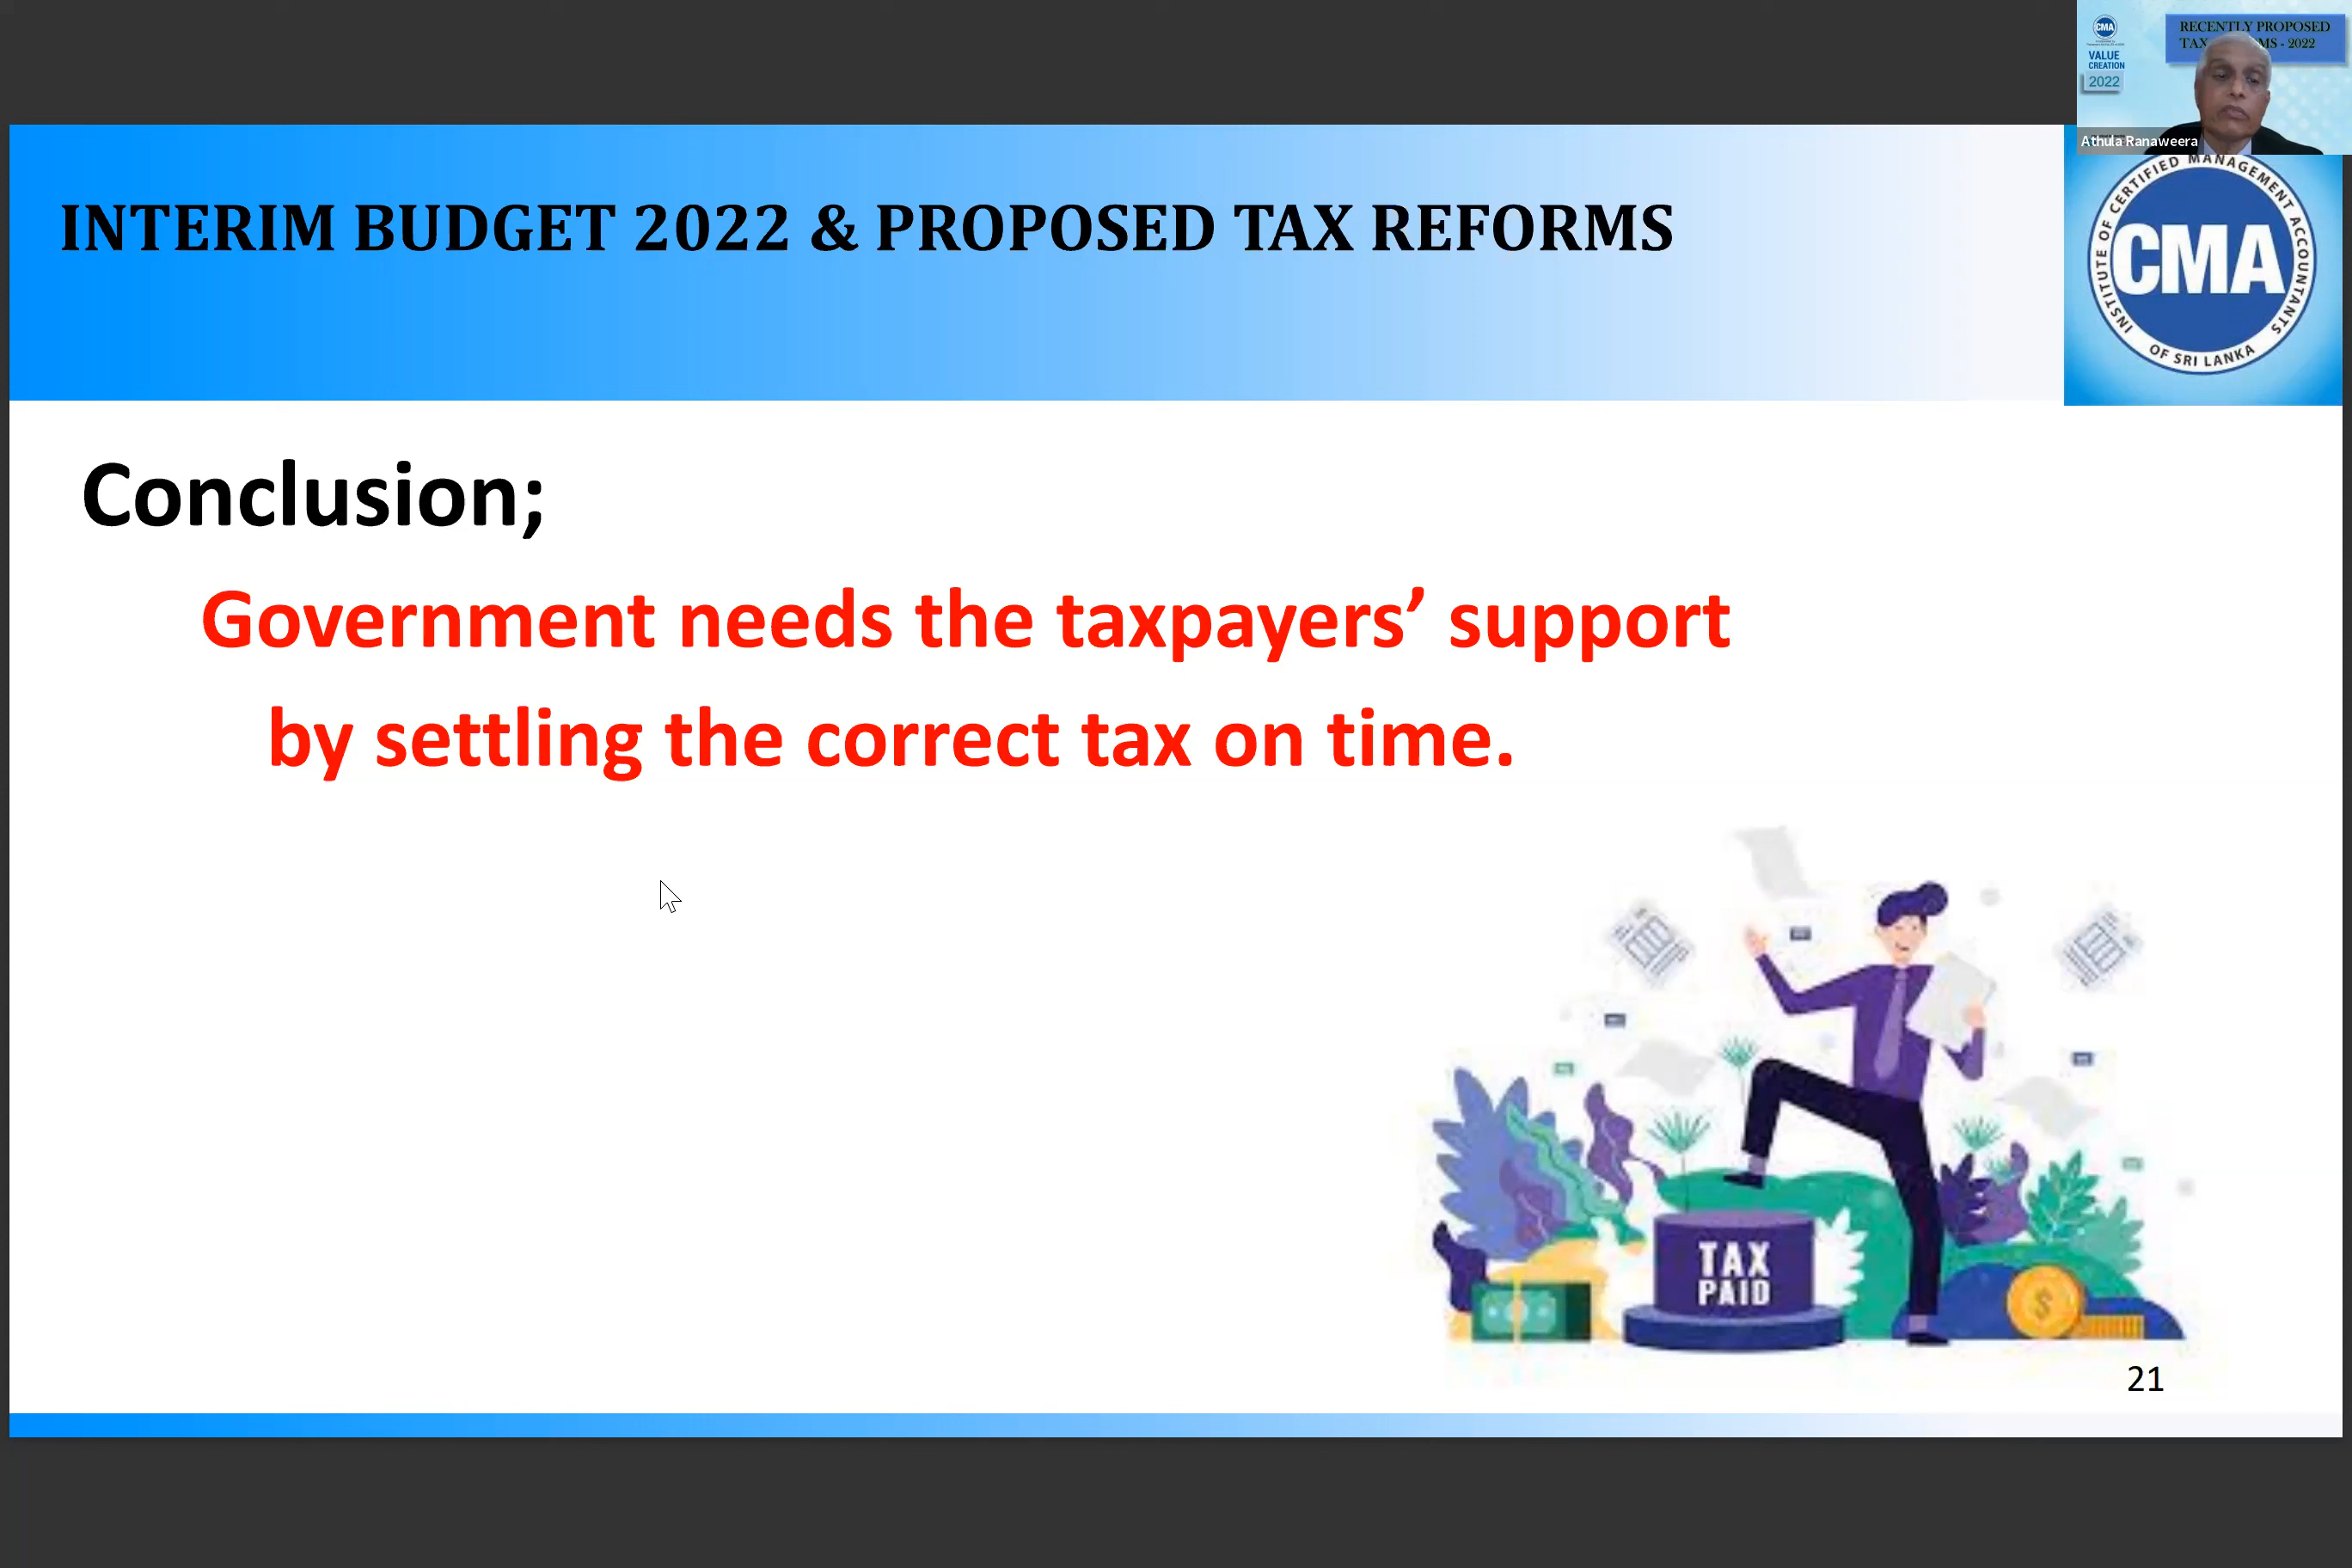 RECENTLY PROPOSED
TAX MS - 2022
CMA
VALUE
CREATION
2022
Athula Ranaweera
INTERIM BUDGET 2022 & PROPOSED TAX REFORMS
INSTITUTE OF CERTIFIED MANAGEMENT ACCOUNTANTS
CMA
OF SRI LANKA
Conclusion;
Government needs the taxpayers’ support
by settling the correct tax on time.
TAX
PAID
$
21